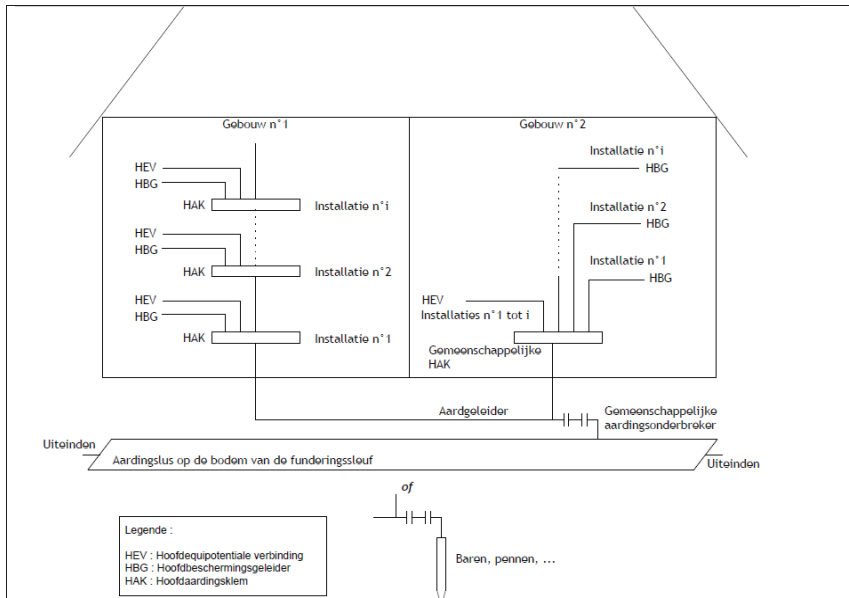 Gebouw n°1
Gebouw n°2
HEV
HBG
HAK
Installatie n°i
HEV
HBG
HAK
Installatie n°2
HEV
HBG
HAK
Installatie n°1
Installatie n°i
HBG
Installatie n°2
HBG
Installatie n°1
HBG
HEV
Installaties n°1 tot i
Gemeenschappelijke
HAK
Aardgeleider
Gemeenschappelijke
aardingsonderbreker
Uiteinden
Aardingslus op de bodem van de funderingssleuf
Uiteinden
of
Baren, pennen, ...
Legende :
HEV : Hoofdequipotentiale verbinding
HBG : Hoofdbeschermingsgeleider
HAK : Hoofdaardingsklem